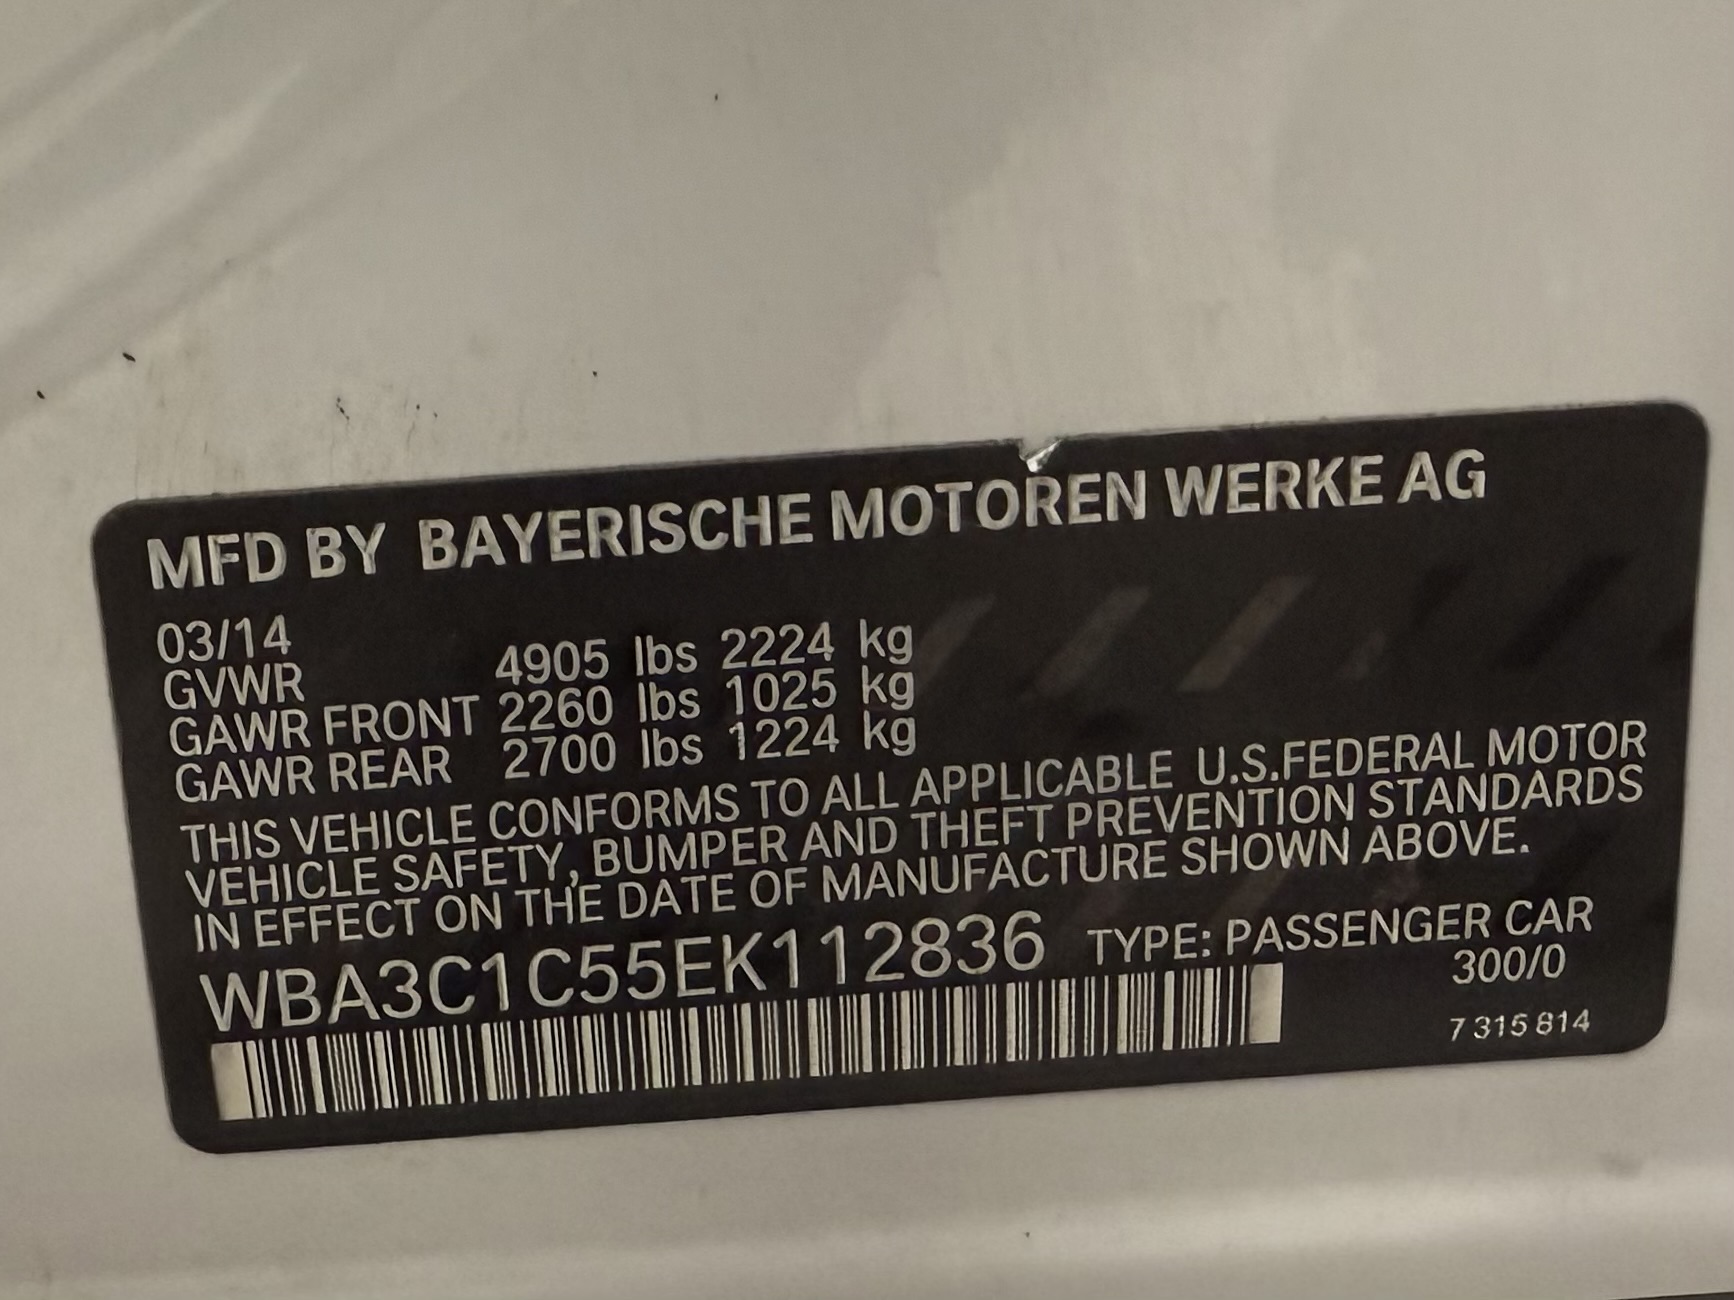 MFD BY BAYERISCHE MOTOREN WERKE AG
03/14
GVWR 4905 lbs 2224 kg
GAWR FRONT 2260 lbs 1025 kg
GAWR REAR 2700 lbs 1224 kg
THIS VEHICLE CONFORMS TO ALL APPLICABLE U.S.FEDERAL MOTOR
VEHICLE SAFETY, BUMPER AND THEFT PREVENTION STANDARDS
IN EFFECT ON THE DATE OF MANUFACTURE SHOWN ABOVE.
WBA3C1C55EK112836 TYPE: PASSENGER CAR
300/0
7 315 814